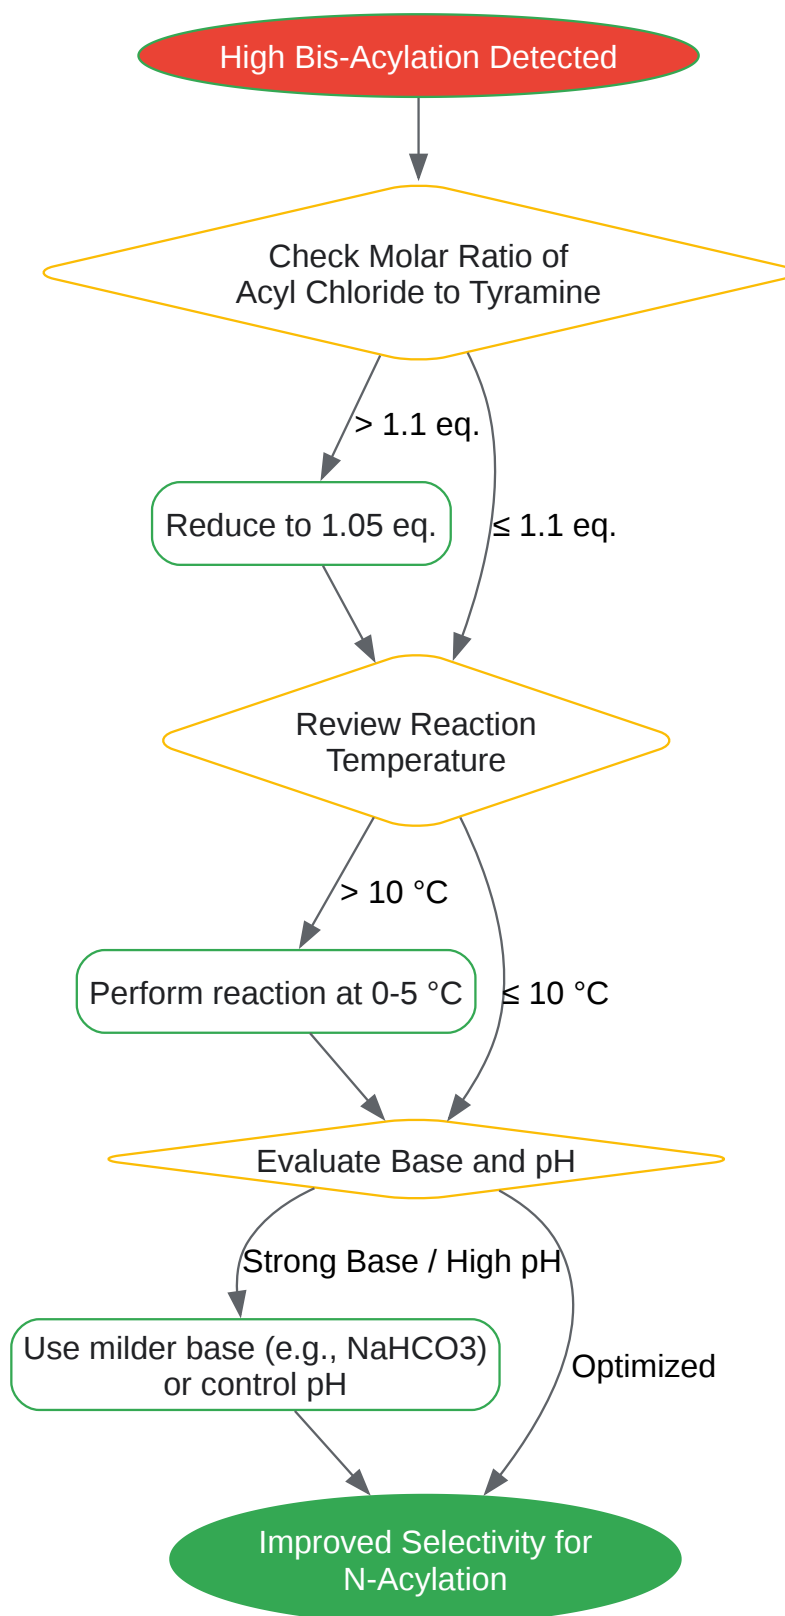 High Bis-Acylation Detected
Check Molar Ratio of
Acyl Chloride to Tyramine
> 1.1 eq.
Reduce to 1.05 eq.
≤ 1.1 eq.
Review Reaction
Temperature
> 10 °C
Perform reaction at 0-5 °C
≤ 10 °C
Evaluate Base and pH
Strong Base / High pH
Use milder base (e.g., NaHCO3)
or control pH
Optimized
Improved Selectivity for
N-Acylation